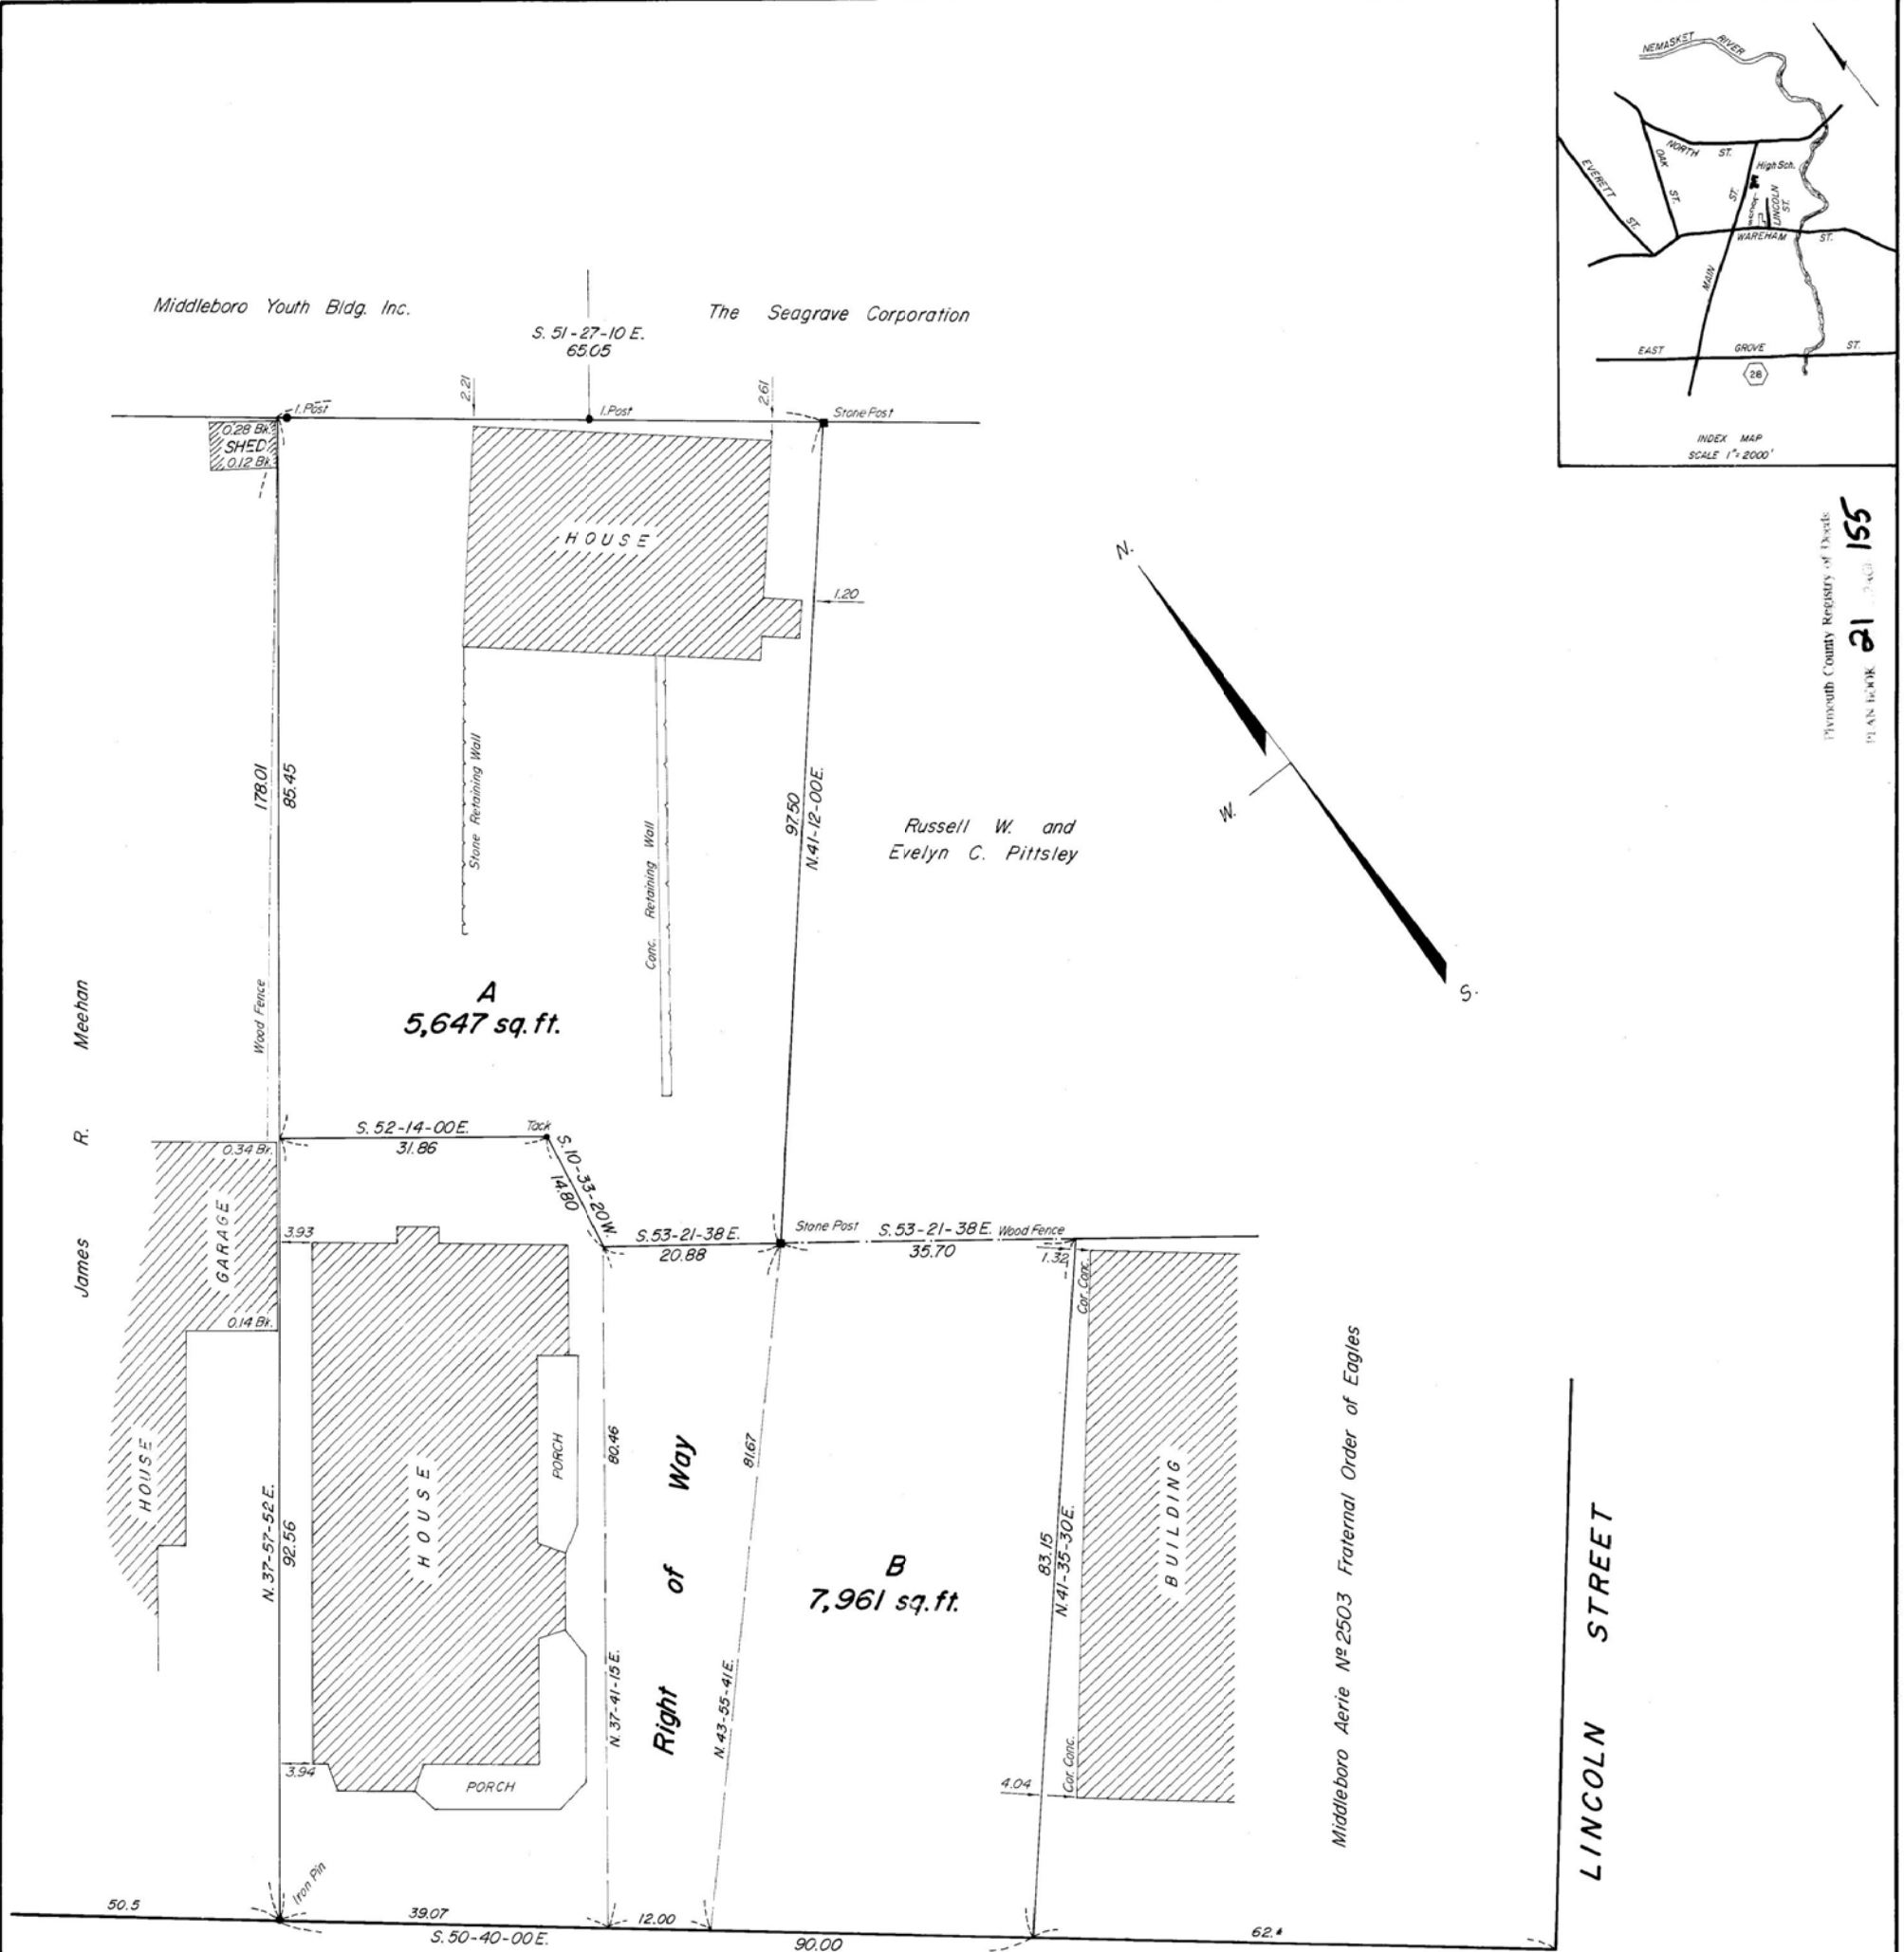 NEMASKET RIVER
NORTH ST.
OAK ST.
EVERETT ST.
High Sch.
LINCOLN ST.
MAIN ST.
WAREHAM ST.
EAST GROVE ST.
28
INDEX MAP
SCALE 1"=2000'
Plymouth County Registry of Deeds
PLAN BOOK 21 PAGE 155
Middleboro Youth Bldg. Inc.
The Seagrave Corporation
S. 51-27-10 E.
65.05
2.21
2.61
I. Post
I. Post
Stone Post
0.28 Bk.
SHED
0.12 Bk.
HOUSE
1.20
N.
W.
S.
178.01
85.45
Stone Retaining Wall
Conc. Retaining Wall
97.50
N.41-12-00E.
Russell W. and
Evelyn C. Pittsley
Wood Fence
A
5,647 sq. ft.
James R. Meehan
S. 52-14-00E.
31.86
Tack
S. 10-33-20W.
14.80
0.34 Br.
GARAGE
0.14 Bk.
3.93
S.53-21-38E.
20.88
Stone Post
S.53-21-38E.
35.70
Wood Fence
1.32
Cor. Conc.
HOUSE
N.37-57-52E.
92.56
HOUSE
PORCH
80.46
N.37-41-15E.
Right of Way
81.67
N.43-55-41E.
B
7,961 sq. ft.
83.15
N.41-35-30E.
BUILDING
Middleboro Aerie Nº 2503 Fraternal Order of Eagles
LINCOLN STREET
3.94
PORCH
4.04
Cor. Conc.
Iron Pin
50.5
39.07
12.00
S.50-40-00E.
90.00
62.±